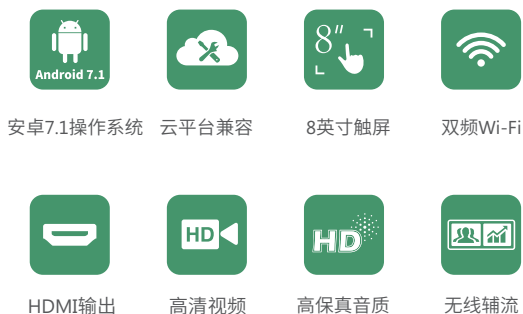 Android 7.1
8"
安卓7.1操作系统
云平台兼容
8英寸触屏
双频Wi-Fi
HD
HD
HDMI输出
高清视频
高保真音质
无线辅流